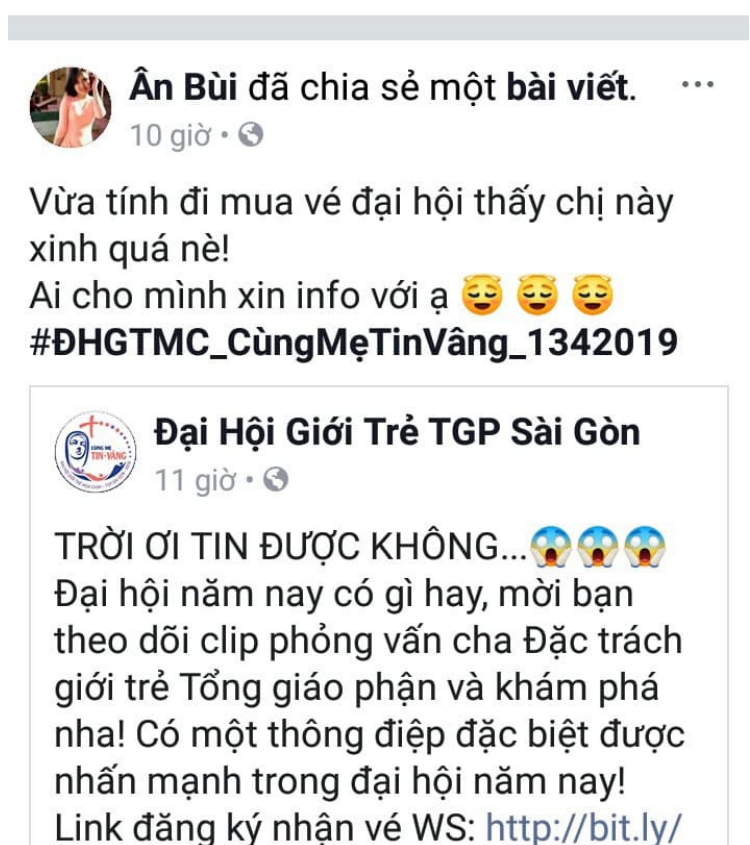 Ân Bùi đã chia sẻ một bài viết.
10 giờ
Vừa tính đi mua vé đại hội thấy chị này
xinh quá nè!
Ai cho mình xin info với ạ 😇 😇 😇
#ĐHGTMC_CùngMẹTinVâng_1342019
CÙNG MẸ
TIN-VÂNG
Đại Hội Giới Trẻ TGP Sài Gòn
11 giờ
TRỜI ƠI TIN ĐƯỢC KHÔNG...😱😱😱
Đại hội năm nay có gì hay, mời bạn
theo dõi clip phỏng vấn cha Đặc trách
giới trẻ Tổng giáo phận và khám phá
nha! Có một thông điệp đặc biệt được
nhấn mạnh trong đại hội năm nay!
Link đăng ký nhận vé WS: http://bit.ly/